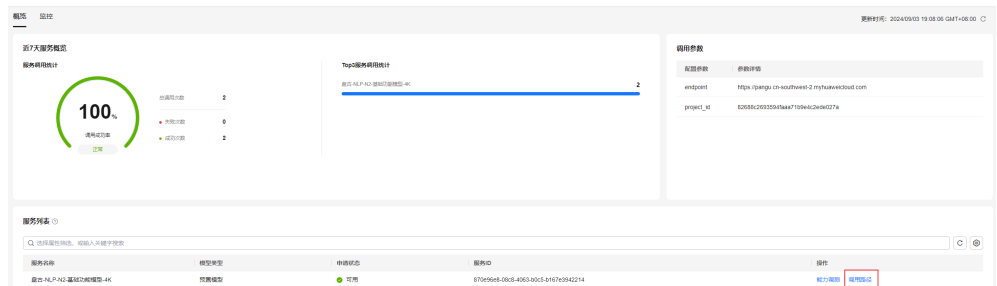 概览 监控
更新时间: 2024/09/03 19:08:06 GMT+08:00
近7天服务概览
服务调用统计
100%
调用成功率
正常
总调用次数 2
失败次数 0
成功次数 2
Top3服务调用统计
盘古-NLP-N2-基础功能模型-4K 2
调用参数
配置参数 参数详情
endpoint https://pangu.cn-southwest-2.myhuaweicloud.com
project_id
服务列表
选择属性筛选，或输入关键字搜索
服务名称 模型类型 申请状态 服务ID 操作
盘古-NLP-N2-基础功能模型-4K 预置模型 可用 870e96e8-08c8-4063-b0c5-b167e3942214 调用路径